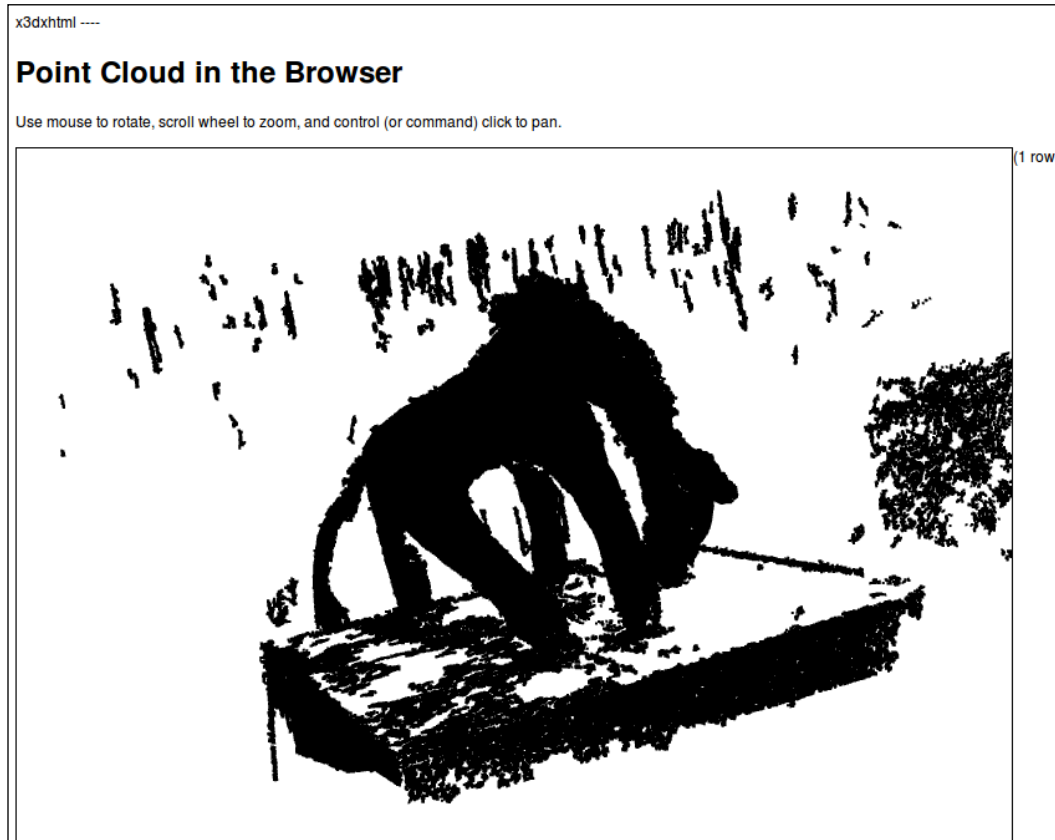 x3dxhtml ----
Point Cloud in the Browser
Use mouse to rotate, scroll wheel to zoom, and control (or command) click to pan.
(1 row